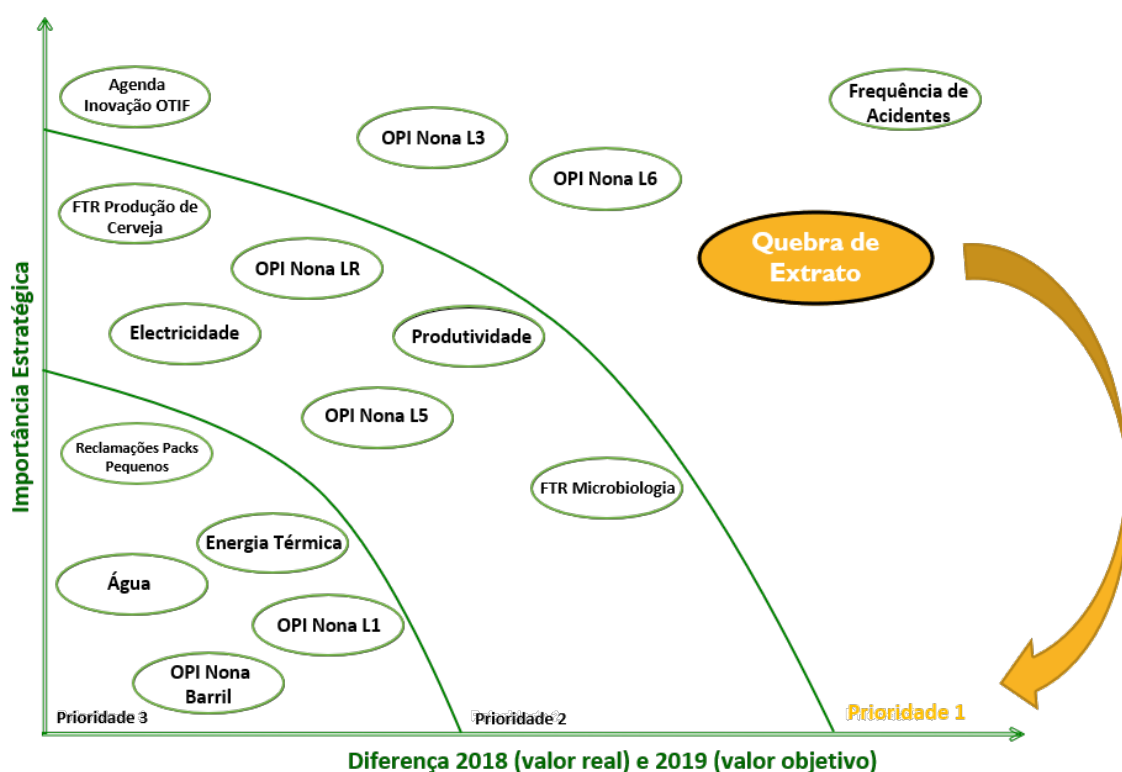 Agenda
Inovação OTIF
Frequência de
Acidentes
OPI Nona L3
OPI Nona L6
FTR Produção de
Cerveja
Quebra de
Extrato
OPI Nona LR
Electricidade
Produtividade
OPI Nona L5
Reclamações Packs
Pequenos
FTR Microbiologia
Energia Térmica
Água
OPI Nona L1
OPI Nona
Barril
Prioridade 3
Prioridade 2
Prioridade 1
Importância Estratégica
Diferença 2018 (valor real) e 2019 (valor objetivo)